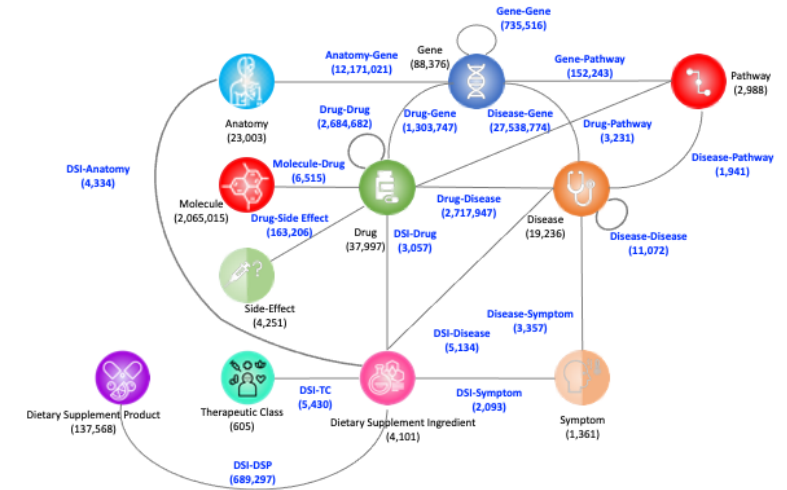 Gene-Gene
(735,516)
Anatomy-Gene
(12,171,021)
Gene
(88,376)
Gene-Pathway
(152,243)
Pathway
(2,988)
Anatomy
(23,003)
Drug-Drug
(2,684,682)
Drug-Gene
(1,303,747)
Disease-Gene
(27,538,774)
Drug-Pathway
(3,231)
Disease-Pathway
(1,941)
DSI-Anatomy
(4,334)
Molecule-Drug
(6,515)
Molecule
(2,065,015)
Drug-Side Effect
(163,206)
Drug
(37,997)
DSI-Drug
(3,057)
Drug-Disease
(2,717,947)
Disease
(19,236)
Disease-Disease
(11,072)
Side-Effect
(4,251)
Disease-Symptom
(3,357)
DSI-Disease
(5,134)
Dietary Supplement Product
(137,568)
Therapeutic Class
(605)
DSI-TC
(5,430)
Dietary Supplement Ingredient
(4,101)
DSI-Symptom
(2,093)
Symptom
(1,361)
DSI-DSP
(689,297)